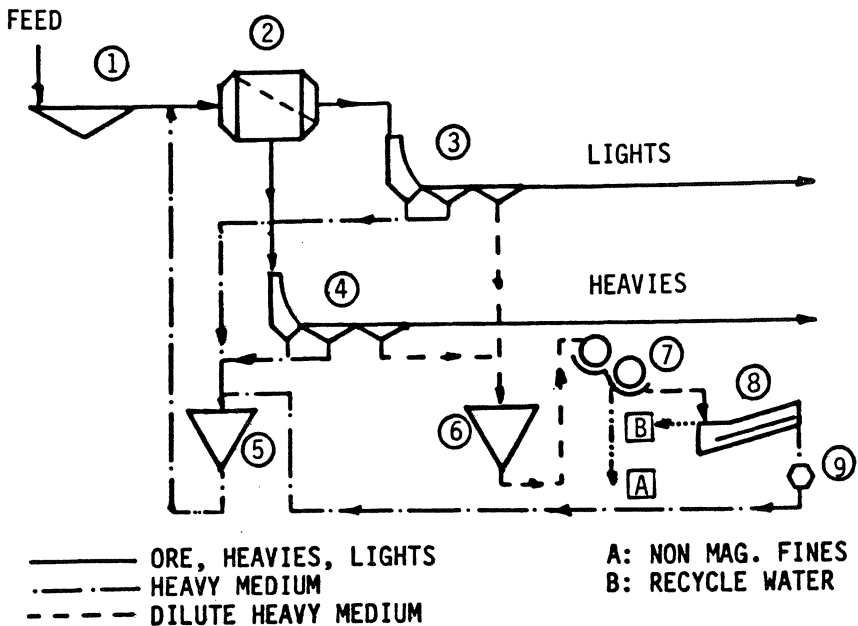 FEED
1
2
3
LIGHTS
4
HEAVIES
7
8
5
6
B
9
A
ORE, HEAVIES, LIGHTS
HEAVY MEDIUM
DILUTE HEAVY MEDIUM
A: NON MAG. FINES
B: RECYCLE WATER